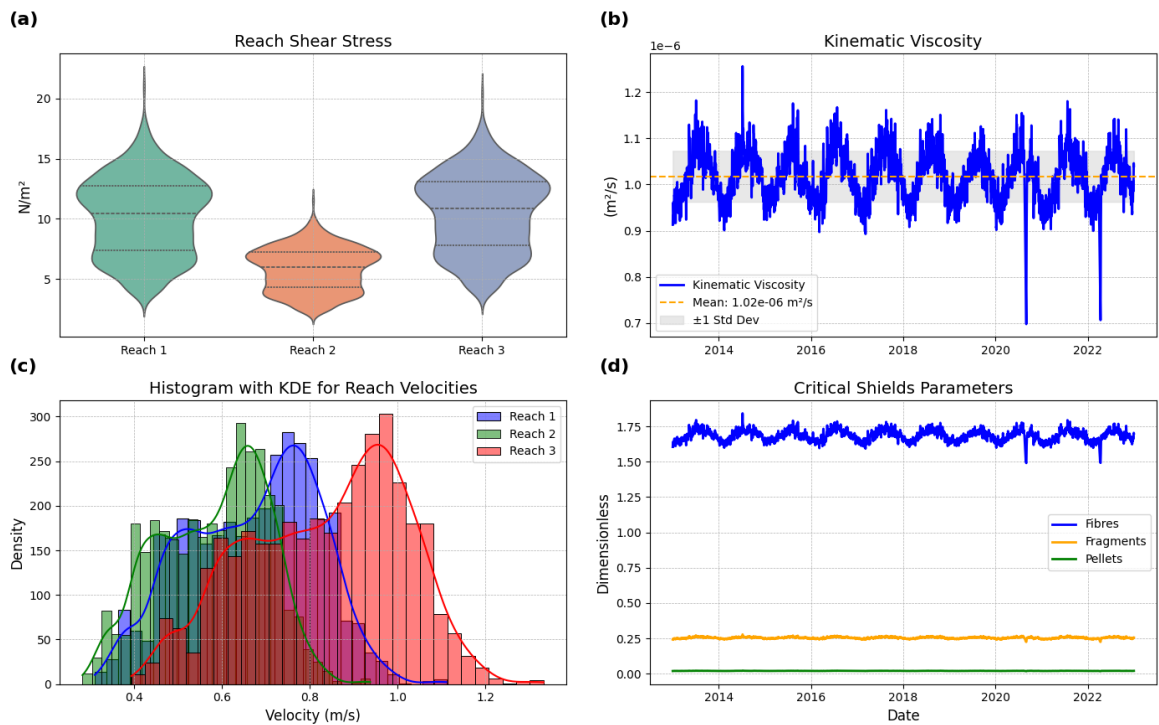 (a)
Reach Shear Stress
N/m²
20
15
10
5
Reach 1
Reach 2
Reach 3
(b)
Kinematic Viscosity
1e−6
(m²/s)
1.2
1.1
1.0
0.9
0.8
0.7
Kinematic Viscosity
Mean: 1.02e-06 m²/s
±1 Std Dev
2014
2016
2018
2020
2022
(c)
Histogram with KDE for Reach Velocities
Density
300
250
200
150
100
50
0
Reach 1
Reach 2
Reach 3
0.4
0.6
0.8
1.0
1.2
Velocity (m/s)
(d)
Critical Shields Parameters
Dimensionless
1.75
1.50
1.25
1.00
0.75
0.50
0.25
0.00
Fibres
Fragments
Pellets
2014
2016
2018
2020
2022
Date